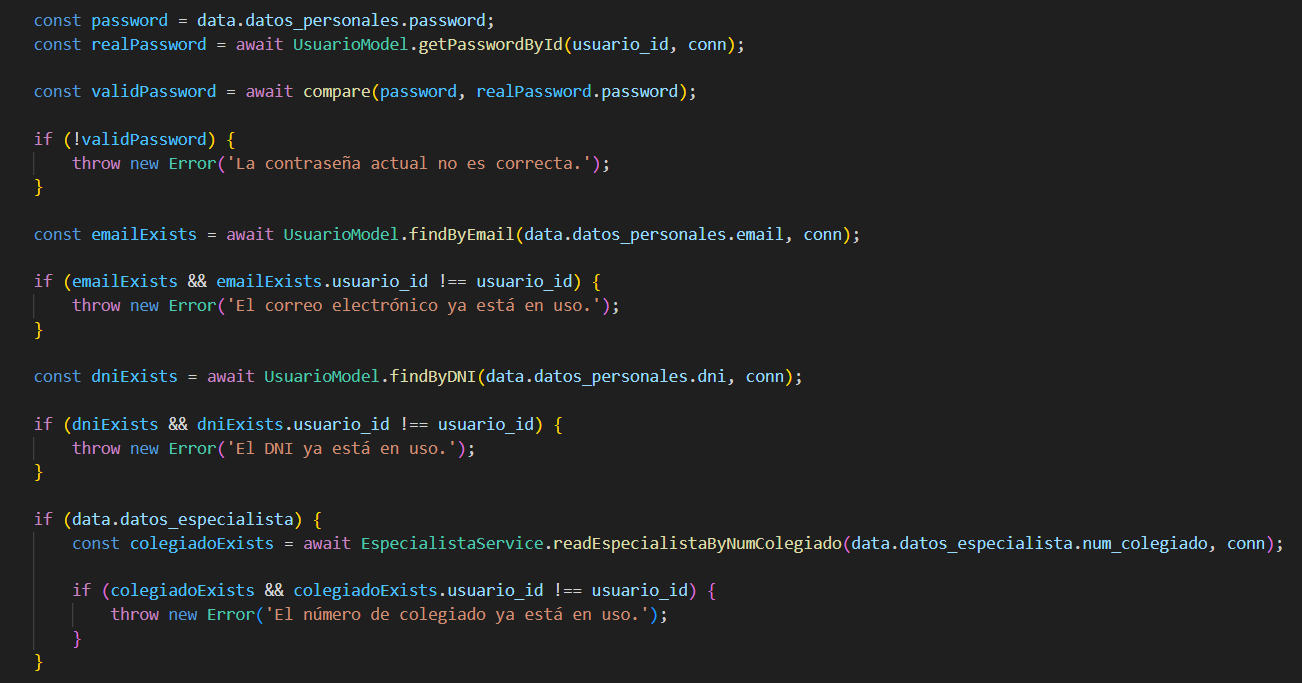 const password = data.datos_personales.password;
const realPassword = await UsuarioModel.getPasswordById(usuario_id, conn);
const validPassword = await compare(password, realPassword.password);
if (!validPassword) {
throw new Error('La contraseña actual no es correcta.');
}
const emailExists = await UsuarioModel.findByEmail(data.datos_personales.email, conn);
if (emailExists && emailExists.usuario_id !== usuario_id) {
throw new Error('El correo electrónico ya está en uso.');
}
const dniExists = await UsuarioModel.findByDNI(data.datos_personales.dni, conn);
if (dniExists && dniExists.usuario_id !== usuario_id) {
throw new Error('El DNI ya está en uso.');
}
if (data.datos_especialista) {
const colegiadoExists = await EspecialistaService.readEspecialistaByNumColegiado(data.datos_especialista.num_colegiado, conn);
if (colegiadoExists && colegiadoExists.usuario_id !== usuario_id) {
throw new Error('El número de colegiado ya está en uso.');
}
}